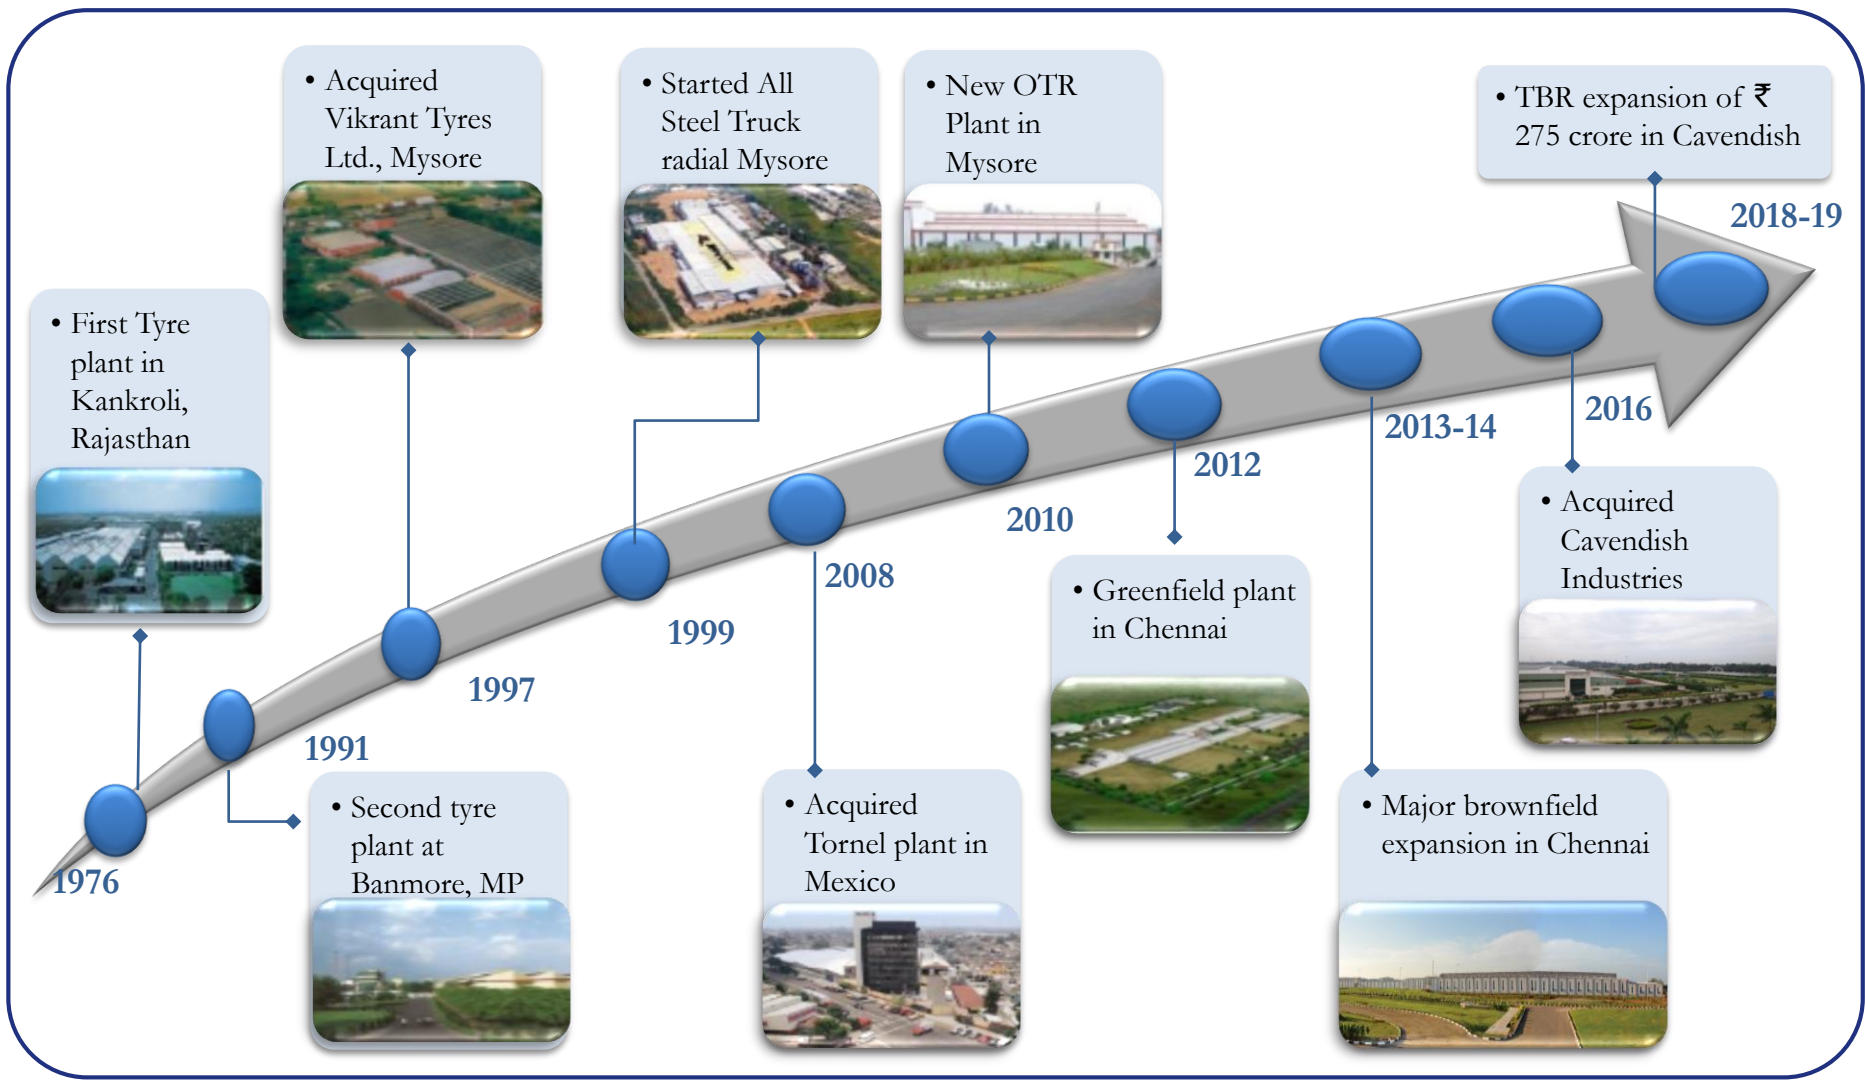 • First Tyre
plant in
Kankroli,
Rajasthan
1976
• Second tyre
plant at
Banmore, MP
1991
• Acquired
Vikrant Tyres
Ltd., Mysore
1997
• Started All
Steel Truck
radial Mysore
1999
• Acquired
Tornel plant in
Mexico
2008
• New OTR
Plant in
Mysore
2010
• Greenfield plant
in Chennai
2012
• Major brownfield
expansion in Chennai
2013-14
• Acquired
Cavendish
Industries
2016
• TBR expansion of ₹
275 crore in Cavendish
2018-19